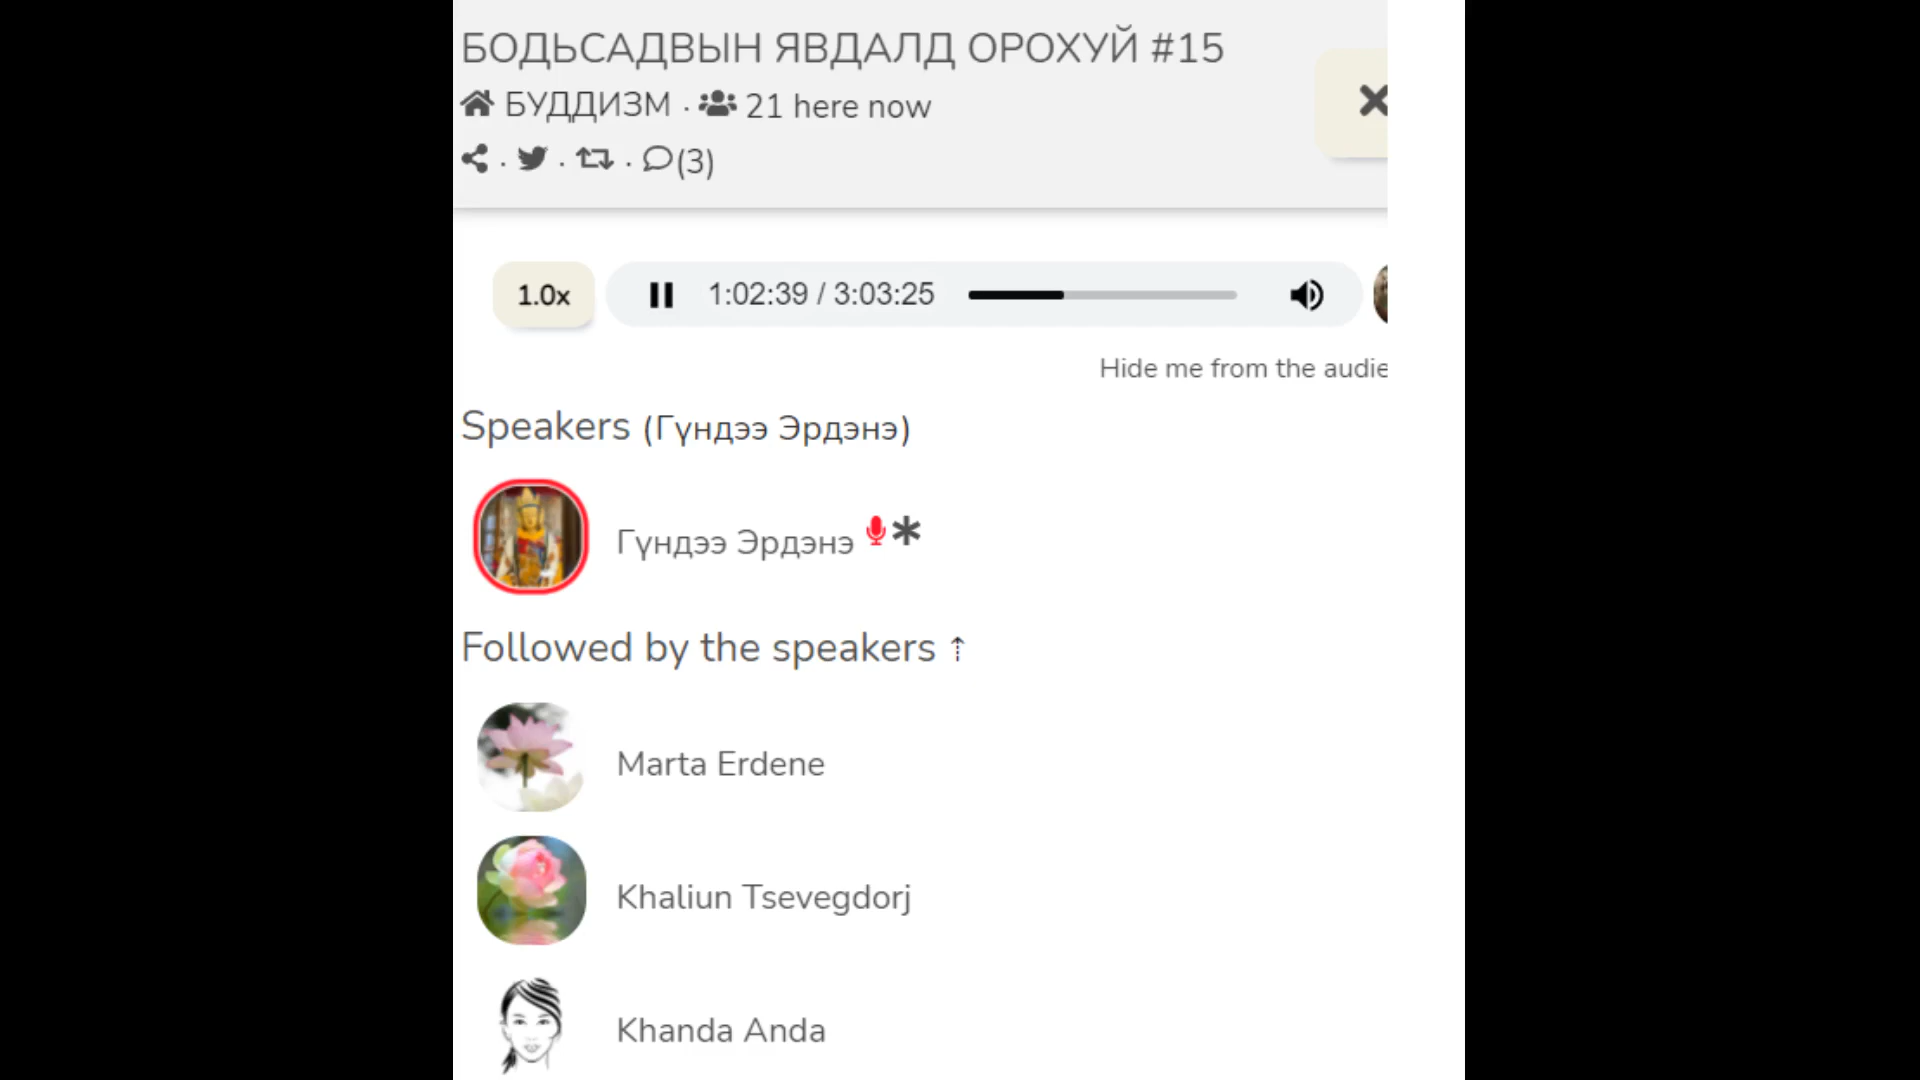 БОДЬСАДВЫН ЯВДАЛД ОРОХУЙ #15
БУДДИЗМ · 21 here now
· · · (3)
1.0x 1:02:39 / 3:03:25
Hide me from the audie
Speakers (Гүндээ Эрдэнэ)
Гүндээ Эрдэнэ
Followed by the speakers ⇡
Marta Erdene
Khaliun Tsevegdorj
Khanda Anda